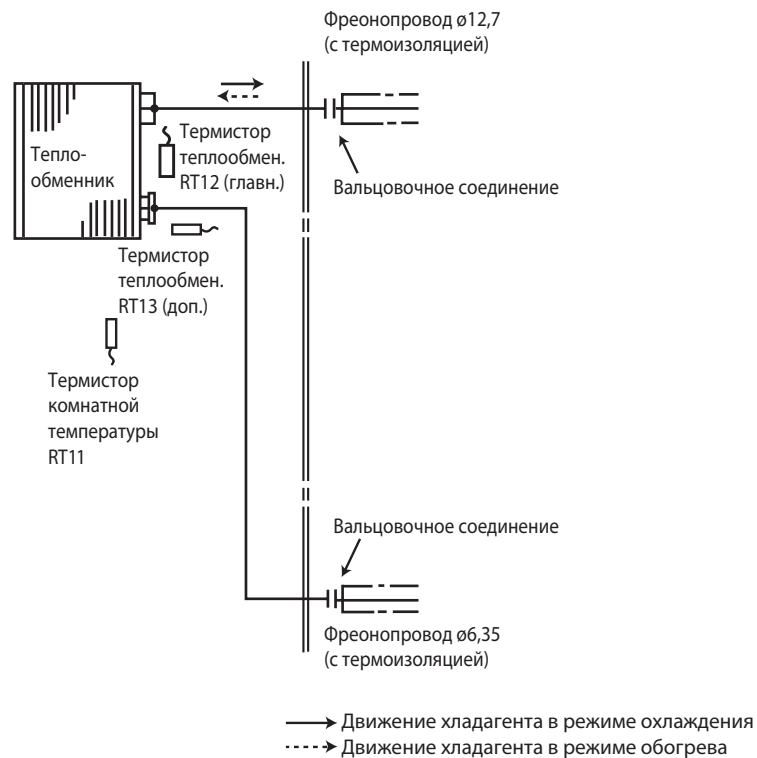 Фреонопровод ø12,7
(с термоизоляцией)
Тепло-
обменник
Термистор
теплообмен.
RT12 (главн.)
Вальцовочное соединение
Термистор
теплообмен.
RT13 (доп.)
Термистор
комнатной
температуры
RT11
Вальцовочное соединение
Фреонопровод ø6,35
(с термоизоляцией)
Движение хладагента в режиме охлаждения
Движение хладагента в режиме обогрева